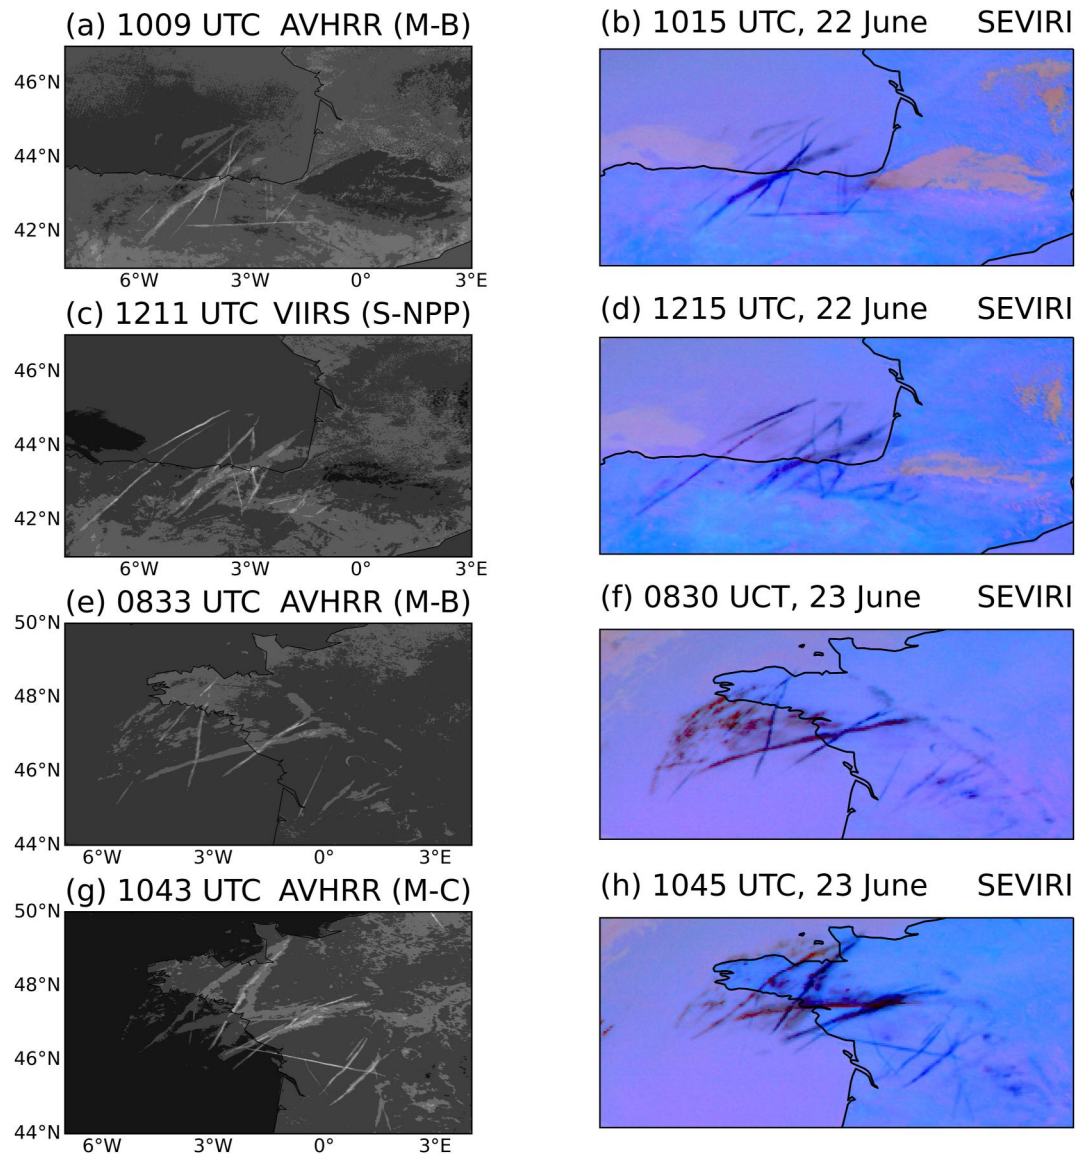 (a) 1009 UTC AVHRR (M-B)
(b) 1015 UTC, 22 June SEVIRI
46°N
44°N
42°N
6°W 3°W 0° 3°E
(c) 1211 UTC VIIRS (S-NPP)
(d) 1215 UTC, 22 June SEVIRI
46°N
44°N
42°N
6°W 3°W 0° 3°E
(e) 0833 UTC AVHRR (M-B)
(f) 0830 UCT, 23 June SEVIRI
50°N
48°N
46°N
44°N
6°W 3°W 0° 3°E
(g) 1043 UTC AVHRR (M-C)
(h) 1045 UTC, 23 June SEVIRI
50°N
48°N
46°N
44°N
6°W 3°W 0° 3°E